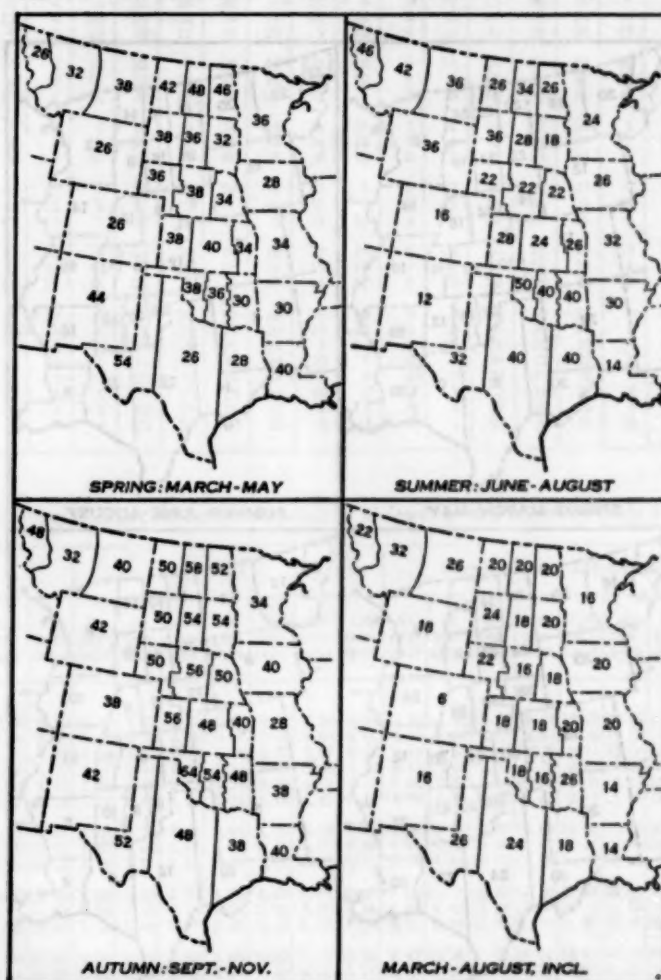 26 32 38 42 48 46 36
26 38 36 32
36 38 34 28
26 38 40 34 34
44 38 36 30 30
54 26 28 40
SPRING: MARCH-MAY
46 42 36 26 34 26 24
36 36 28 18
22 22 22 26
16 28 24 26 32
12 50 40 40 30
32 40 40 14
SUMMER: JUNE-AUGUST
48 32 40 50 58 52 34
42 50 54 54
50 56 50 40
38 56 48 40 28
42 64 54 48 38
52 48 38 40
AUTUMN: SEPT.-NOV.
22 32 26 20 20 20 16
18 24 18 20
22 16 18 20
6 18 18 20 20
16 18 16 26 14
26 24 18 14
MARCH-AUGUST, INCL.